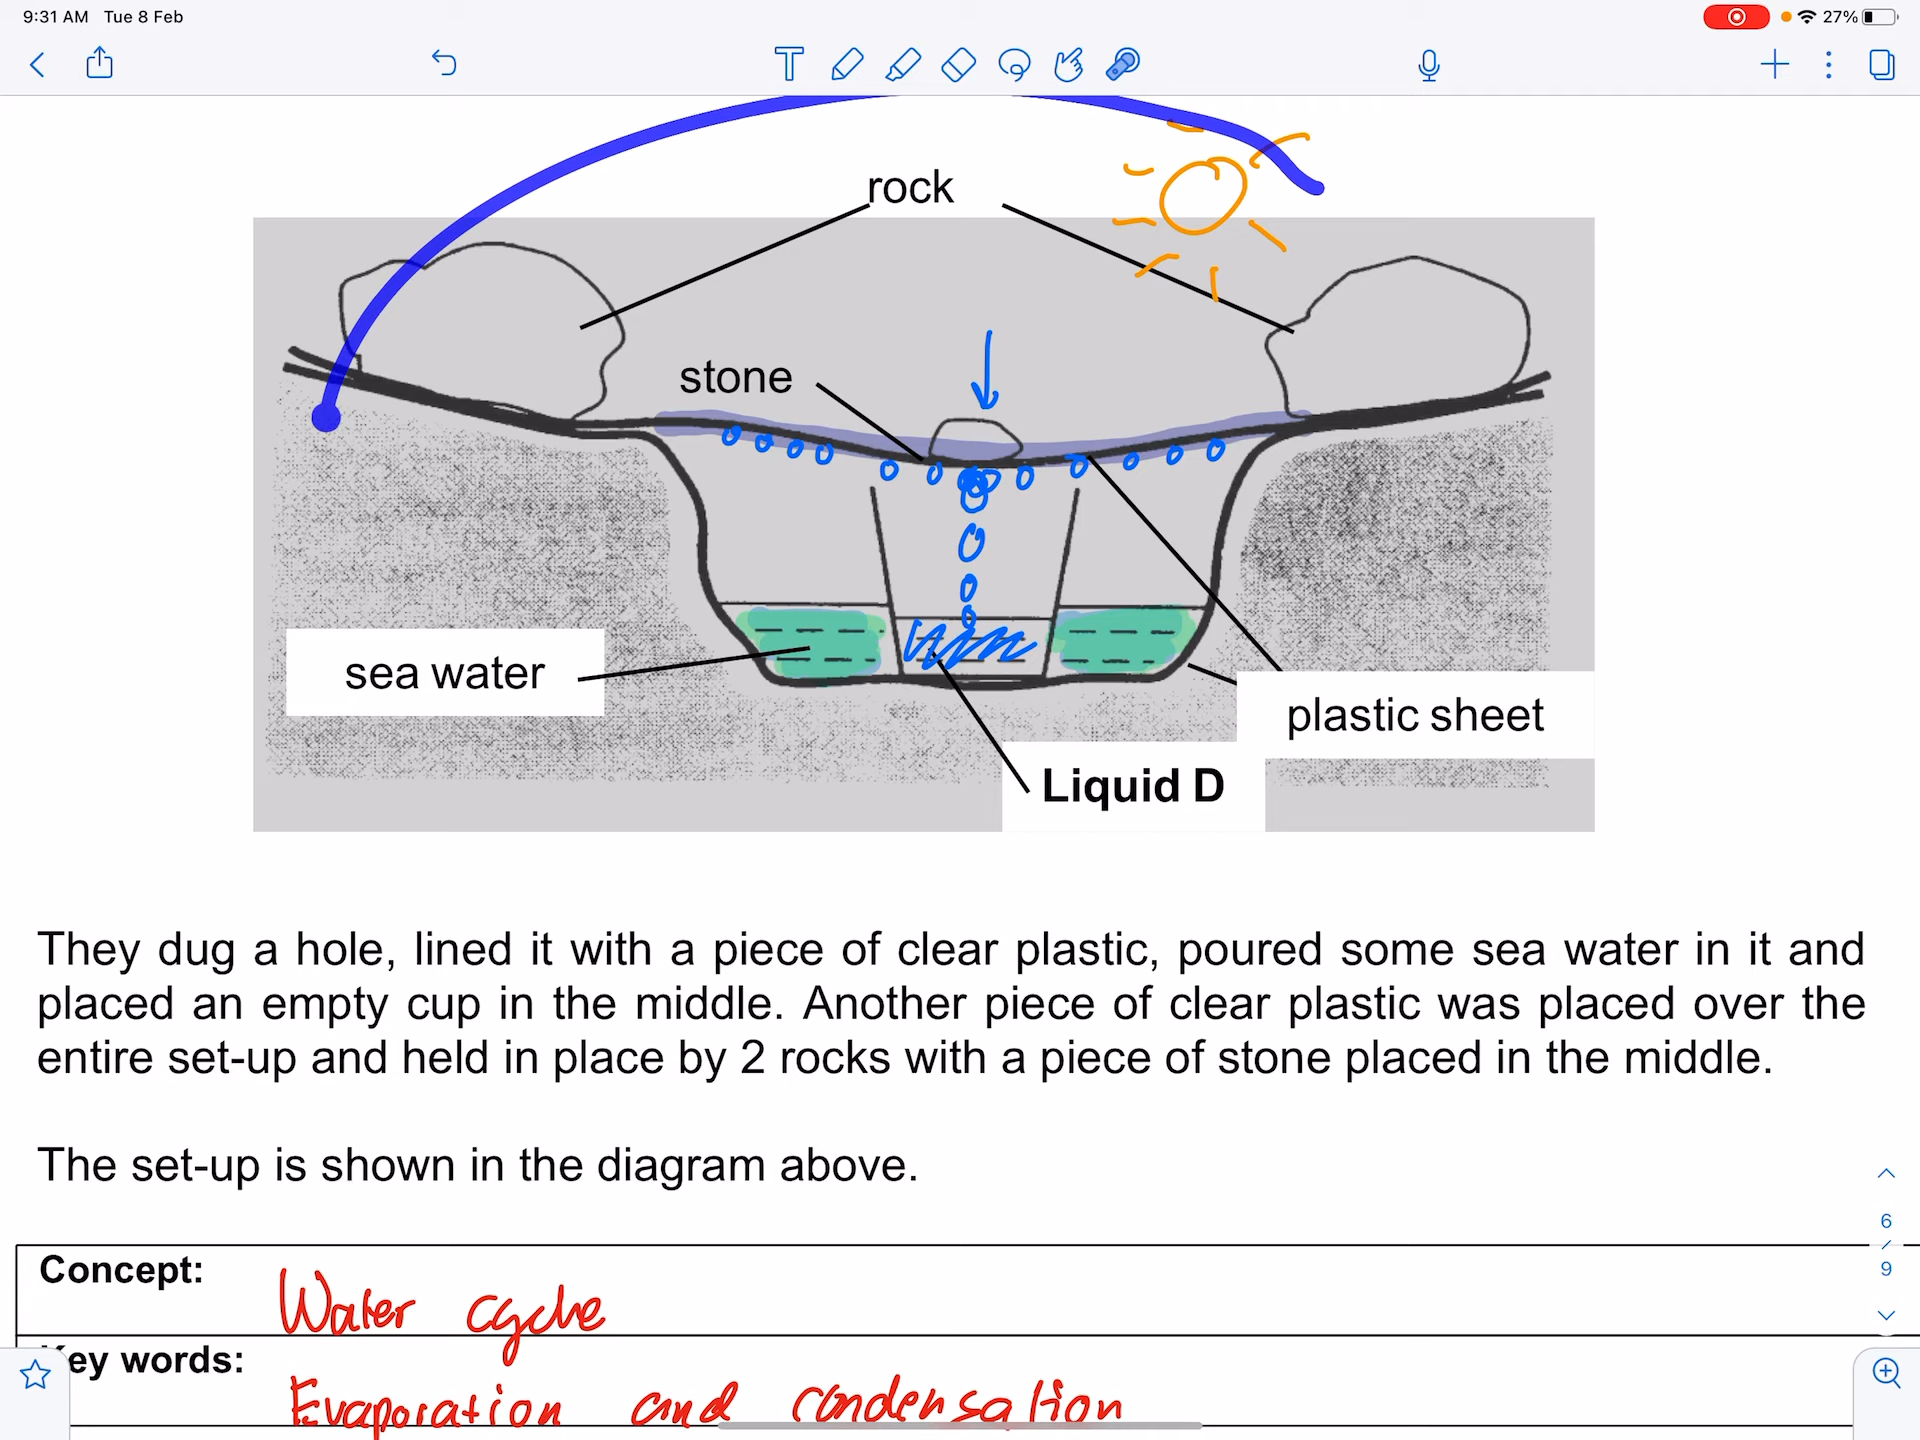 9:31 AM Tue 8 Feb
27%
rock
stone
sea water
plastic sheet
Liquid D
They dug a hole, lined it with a piece of clear plastic, poured some sea water in it and
placed an empty cup in the middle. Another piece of clear plastic was placed over the
entire set-up and held in place by 2 rocks with a piece of stone placed in the middle.
The set-up is shown in the diagram above.
6
/
9
Concept: Water cycle
Key words: Evaporation and condensation